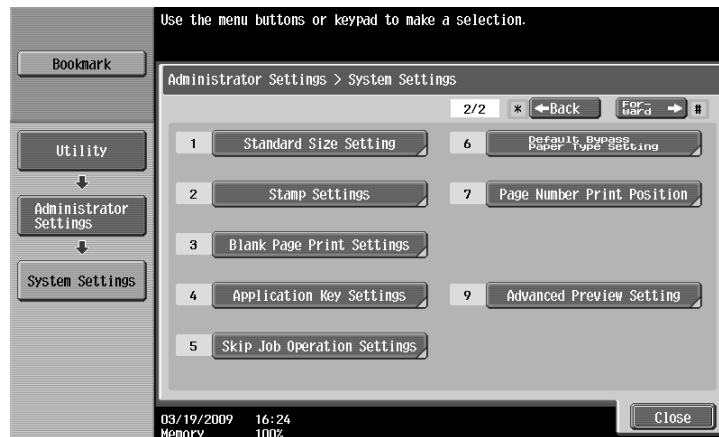 Use the menu buttons or keypad to make a selection.
Bookmark
Administrator Settings > System Settings
2/2 * ←Back For-ward → #
Utility
Administrator
Settings
System Settings
1 Standard Size Setting
2 Stamp Settings
3 Blank Page Print Settings
4 Application Key Settings
5 Skip Job Operation Settings
6 Default Bypass
Paper Type Setting
7 Page Number Print Position
9 Advanced Preview Setting
03/19/2009 16:24
Memory 100%
Close